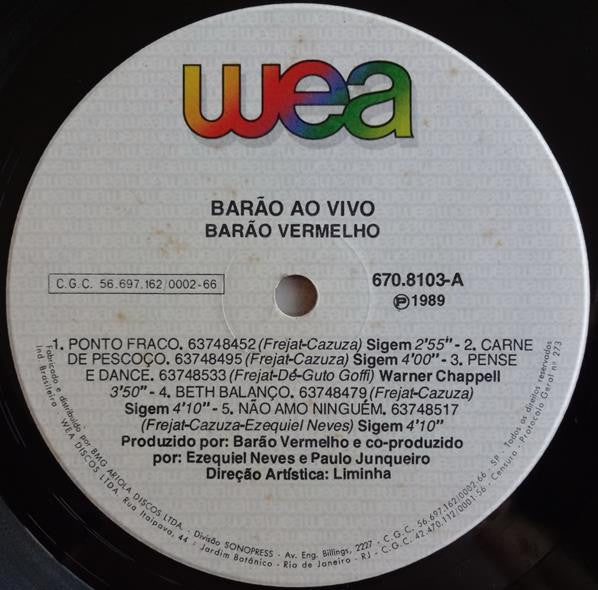 wea
BARÃO AO VIVO
BARÃO VERMELHO
C.G.C. 56.697.162/0002-66
670.8103-A
Ⓟ 1989
1. PONTO FRACO. 63748452 (Frejat-Cazuza) Sigem 2'55" - 2. CARNE
DE PESCOÇO. 63748495 (Frejat-Cazuza) Sigem 4'00" - 3. PENSE
E DANCE. 63748533 (Frejat-Dé-Guto Goffi) Warner Chappell
3'50" - 4. BETH BALANÇO. 63748479 (Frejat-Cazuza)
Sigem 4'10" - 5. NÃO AMO NINGUÉM. 63748517
(Frejat-Cazuza-Ezequiel Neves) Sigem 4'10"
Produzido por: Barão Vermelho e co-produzido
por: Ezequiel Neves e Paulo Junqueiro
Direção Artística: Liminha
Fabricado e distribuído por BMG ARIOLA DISCOS LTDA. - Divisão SONOPRESS - Av. Eng. Billings, 2227 - C.G.C. 56.697.162/0002-66 - SP - Todos os direitos reservados
Ind. Brasileira - WEA DISCOS LTDA. - Rua Itaipava, 44 - Jardim Botânico - Rio de Janeiro - RJ - C.G.C. 42.470.112/0001-56 - Censura - Protocolo Geral nº 273